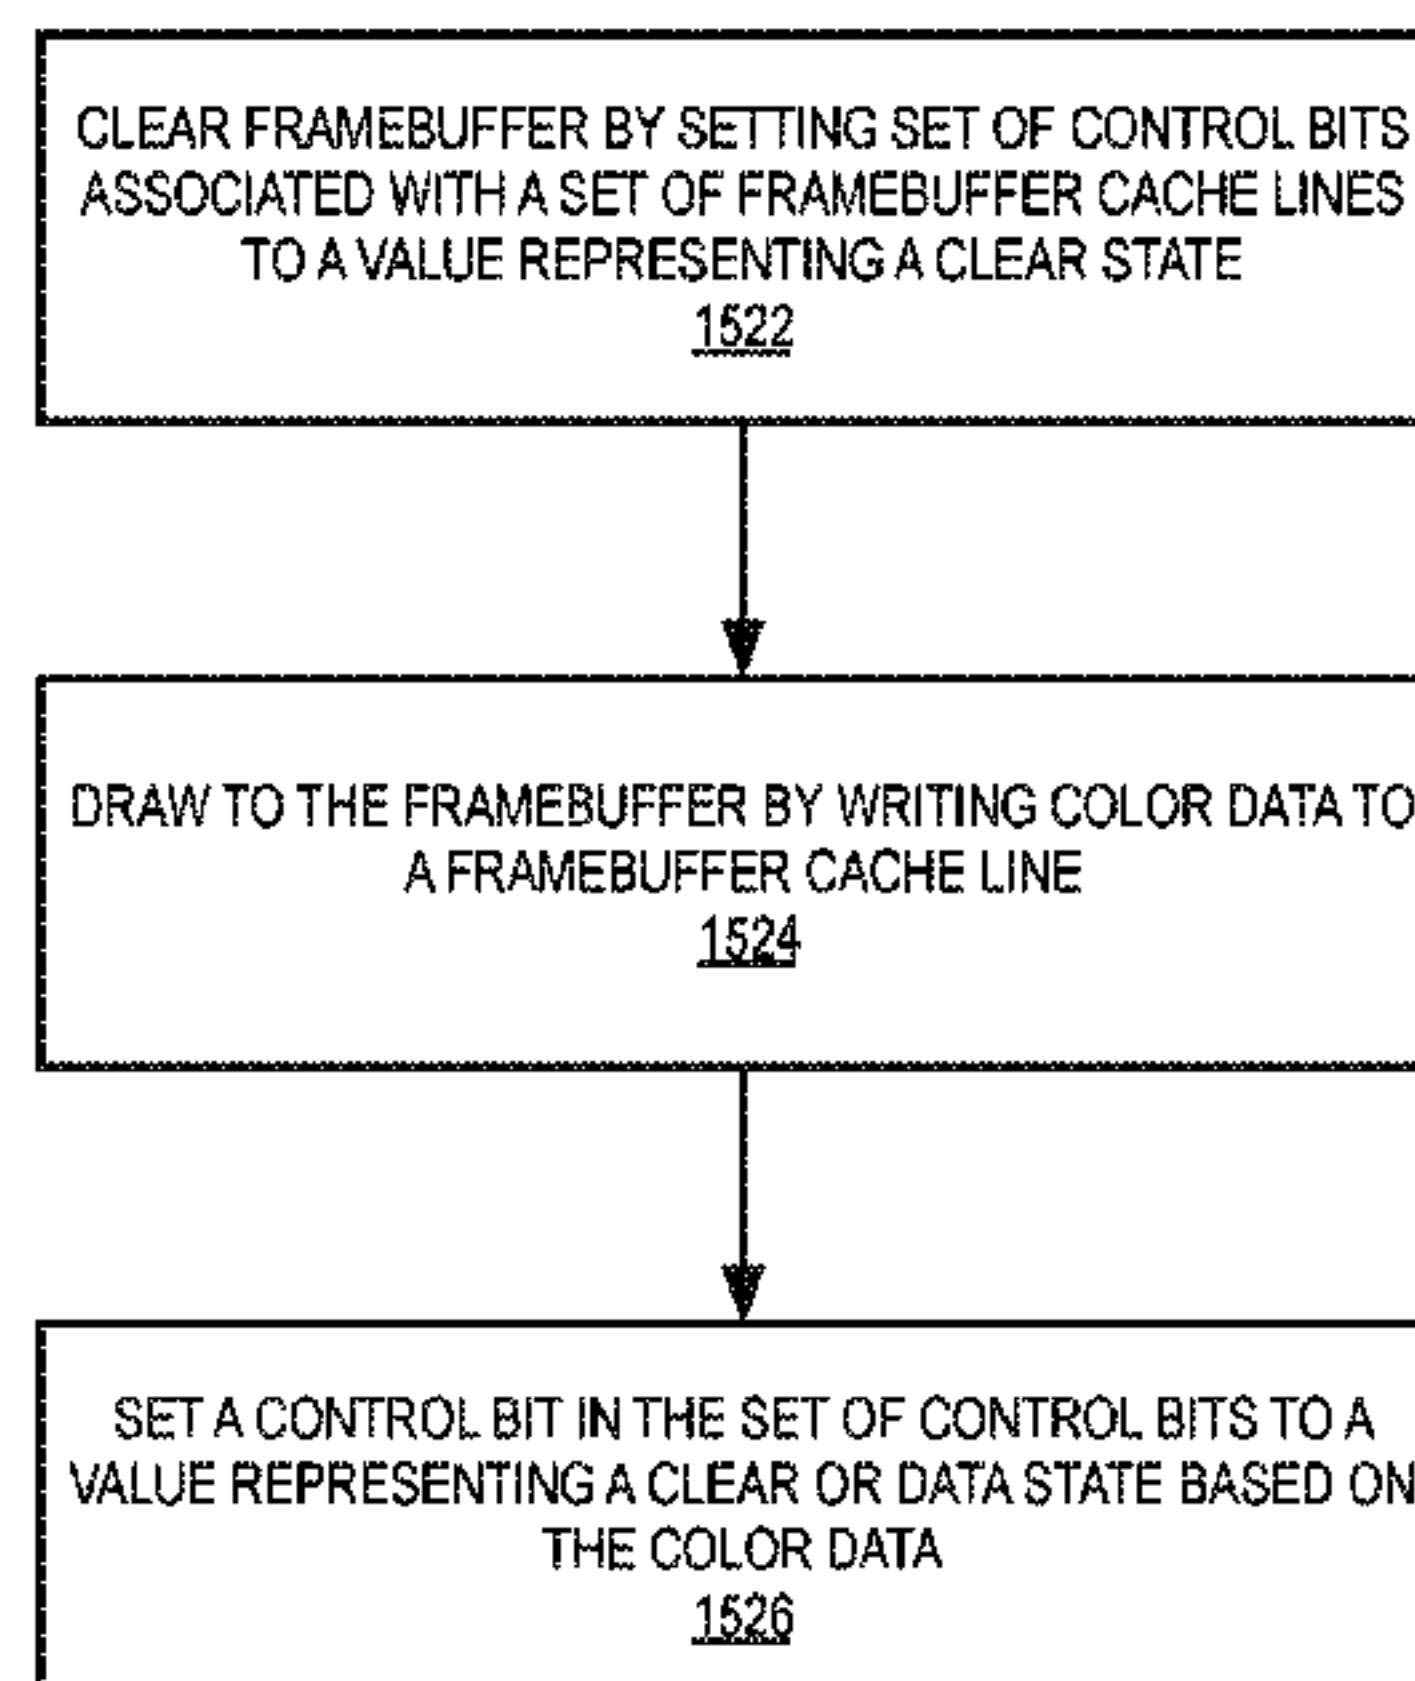 CLEAR FRAMEBUFFER BY SETTING SET OF CONTROL BITS
ASSOCIATED WITH A SET OF FRAMEBUFFER CACHE LINES
TO A VALUE REPRESENTING A CLEAR STATE
1522
DRAW TO THE FRAMEBUFFER BY WRITING COLOR DATA TO
A FRAMEBUFFER CACHE LINE
1524
SET A CONTROL BIT IN THE SET OF CONTROL BITS TO A
VALUE REPRESENTING A CLEAR OR DATA STATE BASED ON
THE COLOR DATA
1526